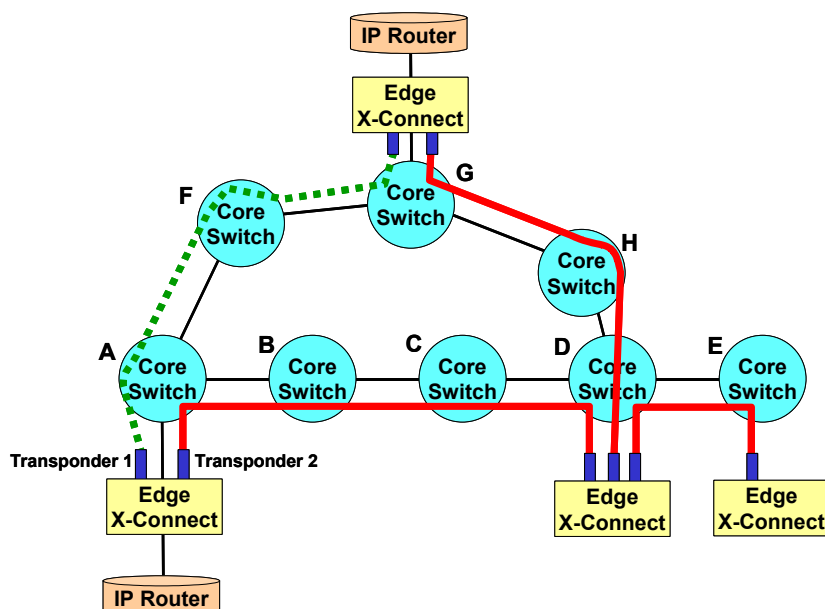 IP Router
Edge
X-Connect
G
Core
Switch
F
Core
Switch
H
Core
Switch
A
Core
Switch
B
Core
Switch
C
Core
Switch
D
Core
Switch
E
Core
Switch
Transponder 1
Transponder 2
Edge
X-Connect
Edge
X-Connect
Edge
X-Connect
IP Router